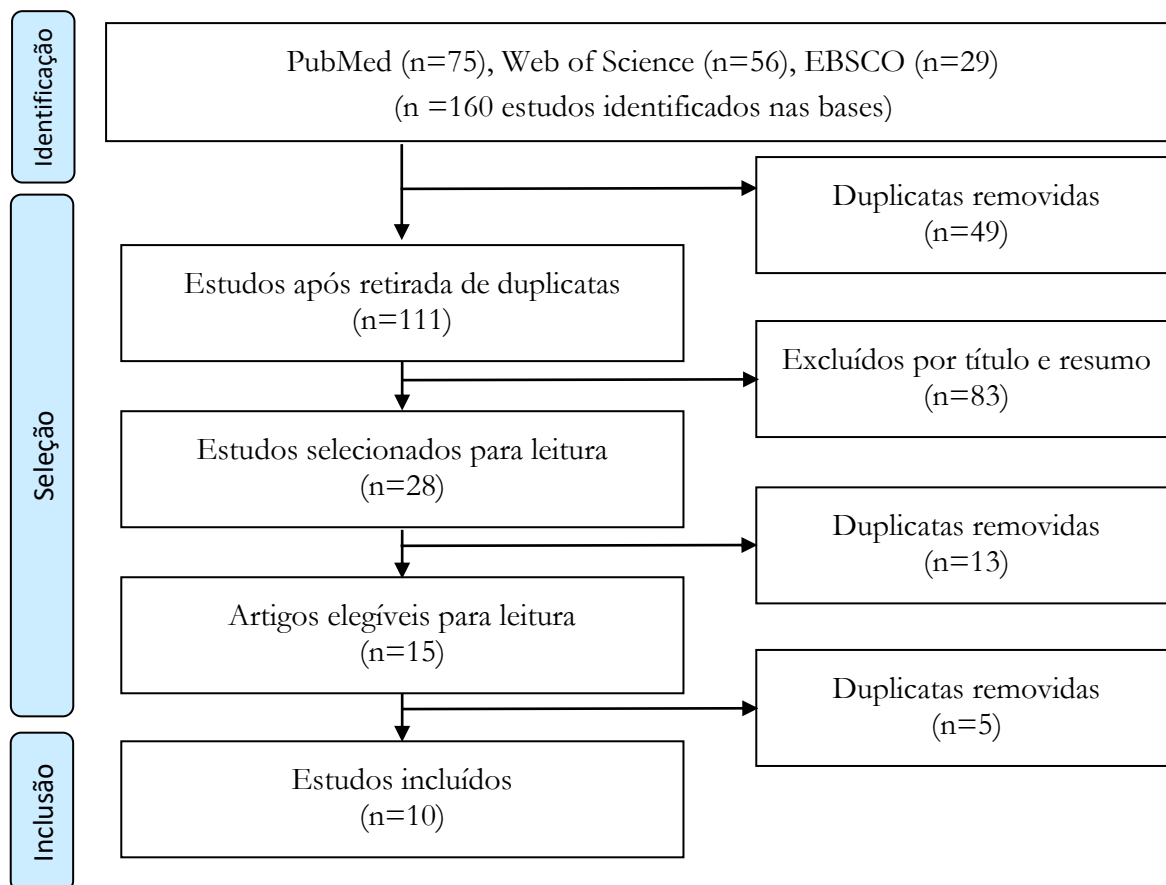 Identificação
PubMed (n=75), Web of Science (n=56), EBSCO (n=29)
(n =160 estudos identificados nas bases)
Duplicatas removidas
(n=49)
Seleção
Estudos após retirada de duplicatas
(n=111)
Excluídos por título e resumo
(n=83)
Estudos selecionados para leitura
(n=28)
Duplicatas removidas
(n=13)
Artigos elegíveis para leitura
(n=15)
Duplicatas removidas
(n=5)
Inclusão
Estudos incluídos
(n=10)